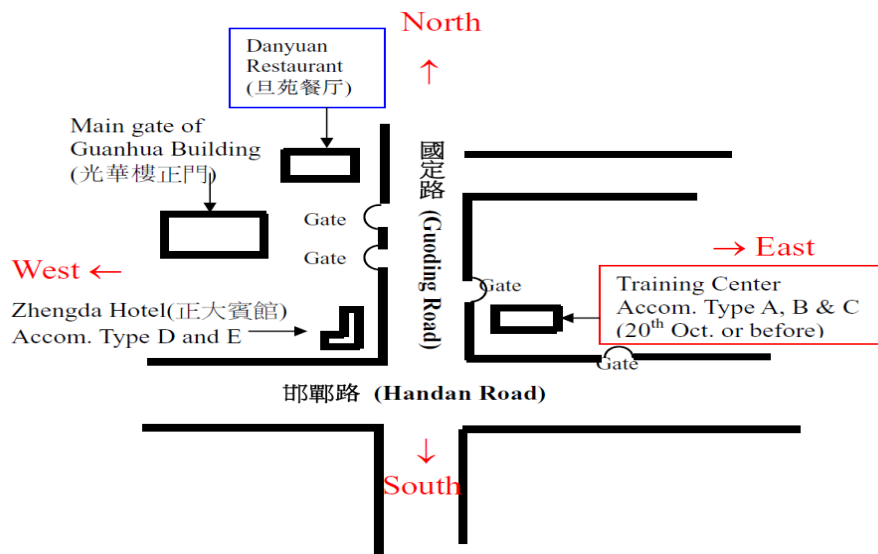 North
↑
Danyuan
Restaurant
(旦苑餐厅)
Main gate of
Guanhua Building
(光華樓正門)
國定路 (Guoding Road)
Gate
Gate
West ←
→ East
Gate
Training Center
Accom. Type A, B & C
(20th Oct. or before)
Zhengda Hotel(正大賓館)
Accom. Type D and E
Gate
邯鄲路 (Handan Road)
↓
South